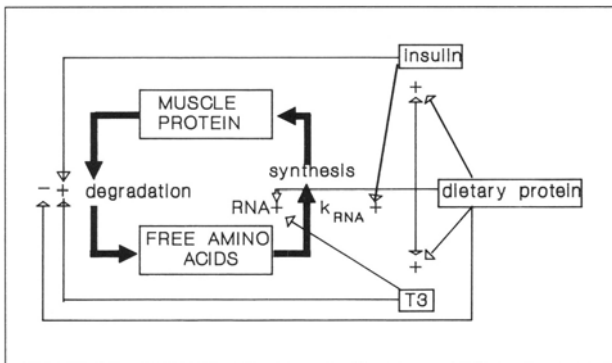 insulin
MUSCLE
PROTEIN
+
synthesis
− + degradation
dietary protein
RNA + k RNA +
FREE AMINO
ACIDS
+
T3